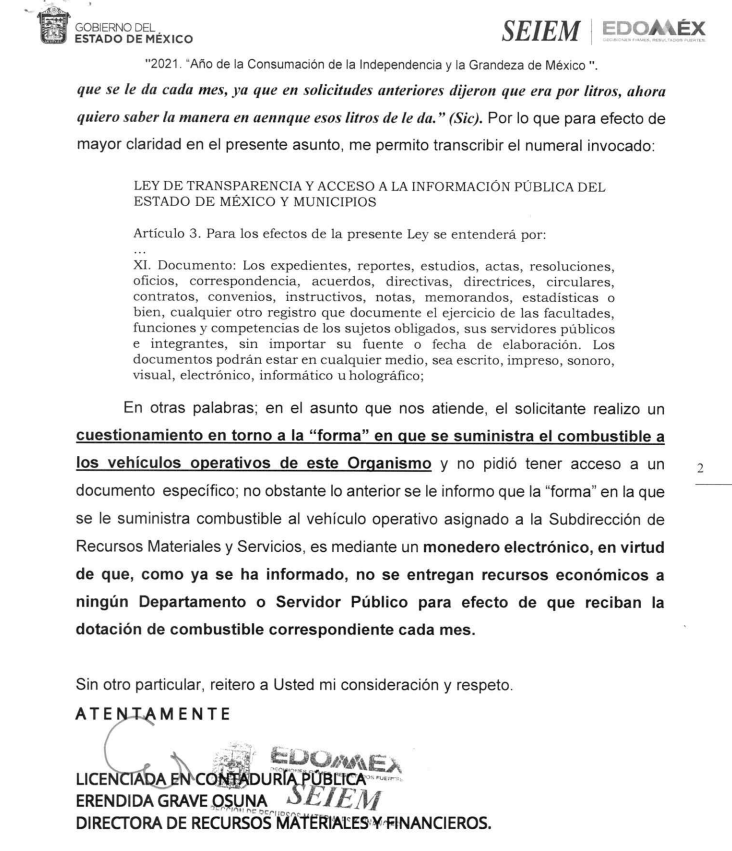 GOBIERNO DEL
ESTADO DE MÉXICO
SEIEM
EDOMÉX
DECISIONES FIRMES, RESULTADOS FUERTES.
"2021. "Año de la Consumación de la Independencia y la Grandeza de México ".
que se le da cada mes, ya que en solicitudes anteriores dijeron que era por litros, ahora
quiero saber la manera en aennque esos litros de le da." (Sic). Por lo que para efecto de
mayor claridad en el presente asunto, me permito transcribir el numeral invocado:
LEY DE TRANSPARENCIA Y ACCESO A LA INFORMACIÓN PÚBLICA DEL
ESTADO DE MÉXICO Y MUNICIPIOS
Artículo 3. Para los efectos de la presente Ley se entenderá por:
...
XI. Documento: Los expedientes, reportes, estudios, actas, resoluciones,
oficios, correspondencia, acuerdos, directivas, directrices, circulares,
contratos, convenios, instructivos, notas, memorandos, estadísticas o
bien, cualquier otro registro que documente el ejercicio de las facultades,
funciones y competencias de los sujetos obligados, sus servidores públicos
e integrantes, sin importar su fuente o fecha de elaboración. Los
documentos podrán estar en cualquier medio, sea escrito, impreso, sonoro,
visual, electrónico, informático u holográfico;
En otras palabras; en el asunto que nos atiende, el solicitante realizo un
cuestionamiento en torno a la "forma" en que se suministra el combustible a
los vehículos operativos de este Organismo y no pidió tener acceso a un
2
documento específico; no obstante lo anterior se le informo que la "forma" en la que
se le suministra combustible al vehículo operativo asignado a la Subdirección de
Recursos Materiales y Servicios, es mediante un monedero electrónico, en virtud
de que, como ya se ha informado, no se entregan recursos económicos a
ningún Departamento o Servidor Público para efecto de que reciban la
dotación de combustible correspondiente cada mes.
Sin otro particular, reitero a Usted mi consideración y respeto.
ATENTAMENTE
EDOMÉX
LICENCIADA EN CONTADURÍA PÚBLICA
ERENDIDA GRAVE OSUNA
SEIEM
DIRECTORA DE RECURSOS MATERIALES Y FINANCIEROS.